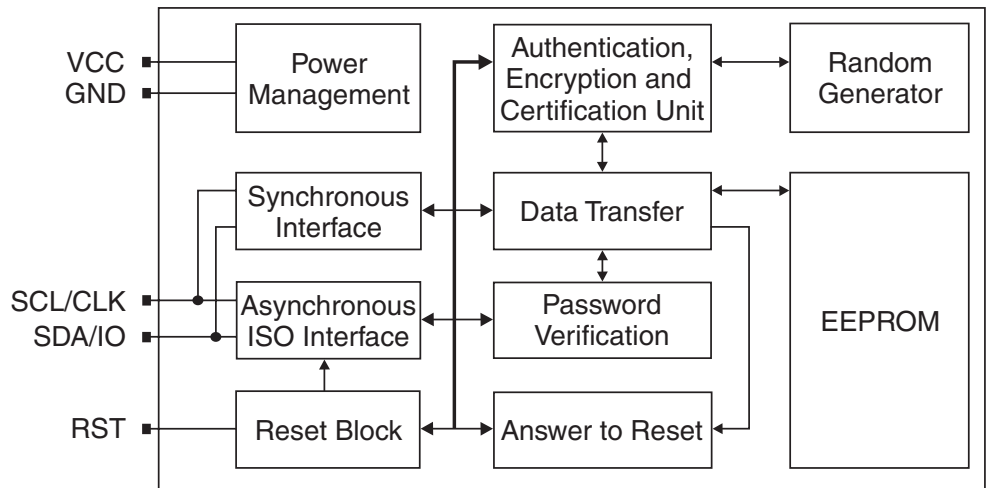 VCC
GND
Power
Management
Authentication,
Encryption and
Certification Unit
Random
Generator
Synchronous
Interface
Data Transfer
SCL/CLK
SDA/IO
Asynchronous
ISO Interface
Password
Verification
EEPROM
RST
Reset Block
Answer to Reset